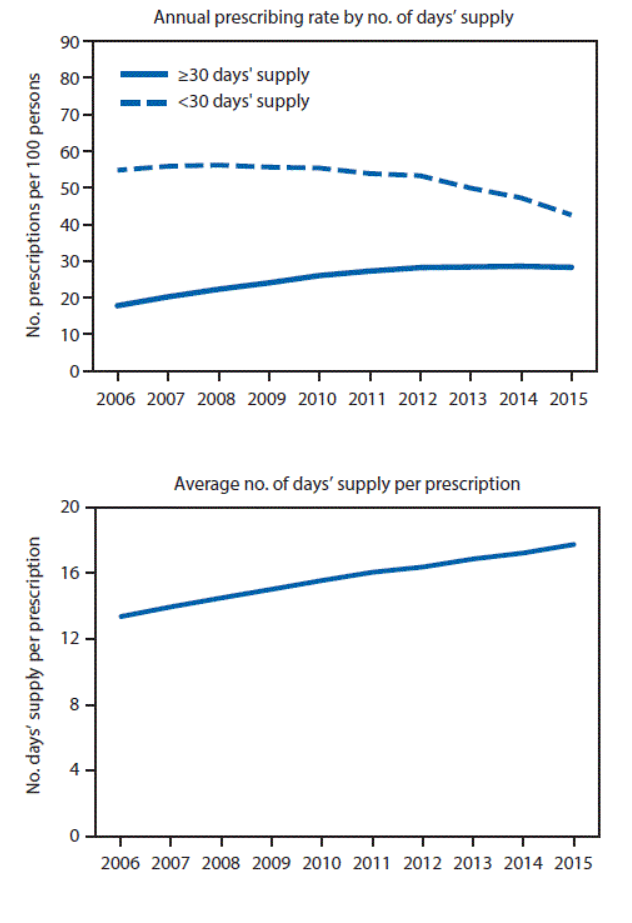 Annual prescribing rate by no. of days' supply
No. prescriptions per 100 persons
90
80
70
60
50
40
30
20
10
0
≥30 days' supply
<30 days' supply
2006 2007 2008 2009 2010 2011 2012 2013 2014 2015
Average no. of days' supply per prescription
No. days' supply per prescription
20
16
12
8
4
0
2006 2007 2008 2009 2010 2011 2012 2013 2014 2015